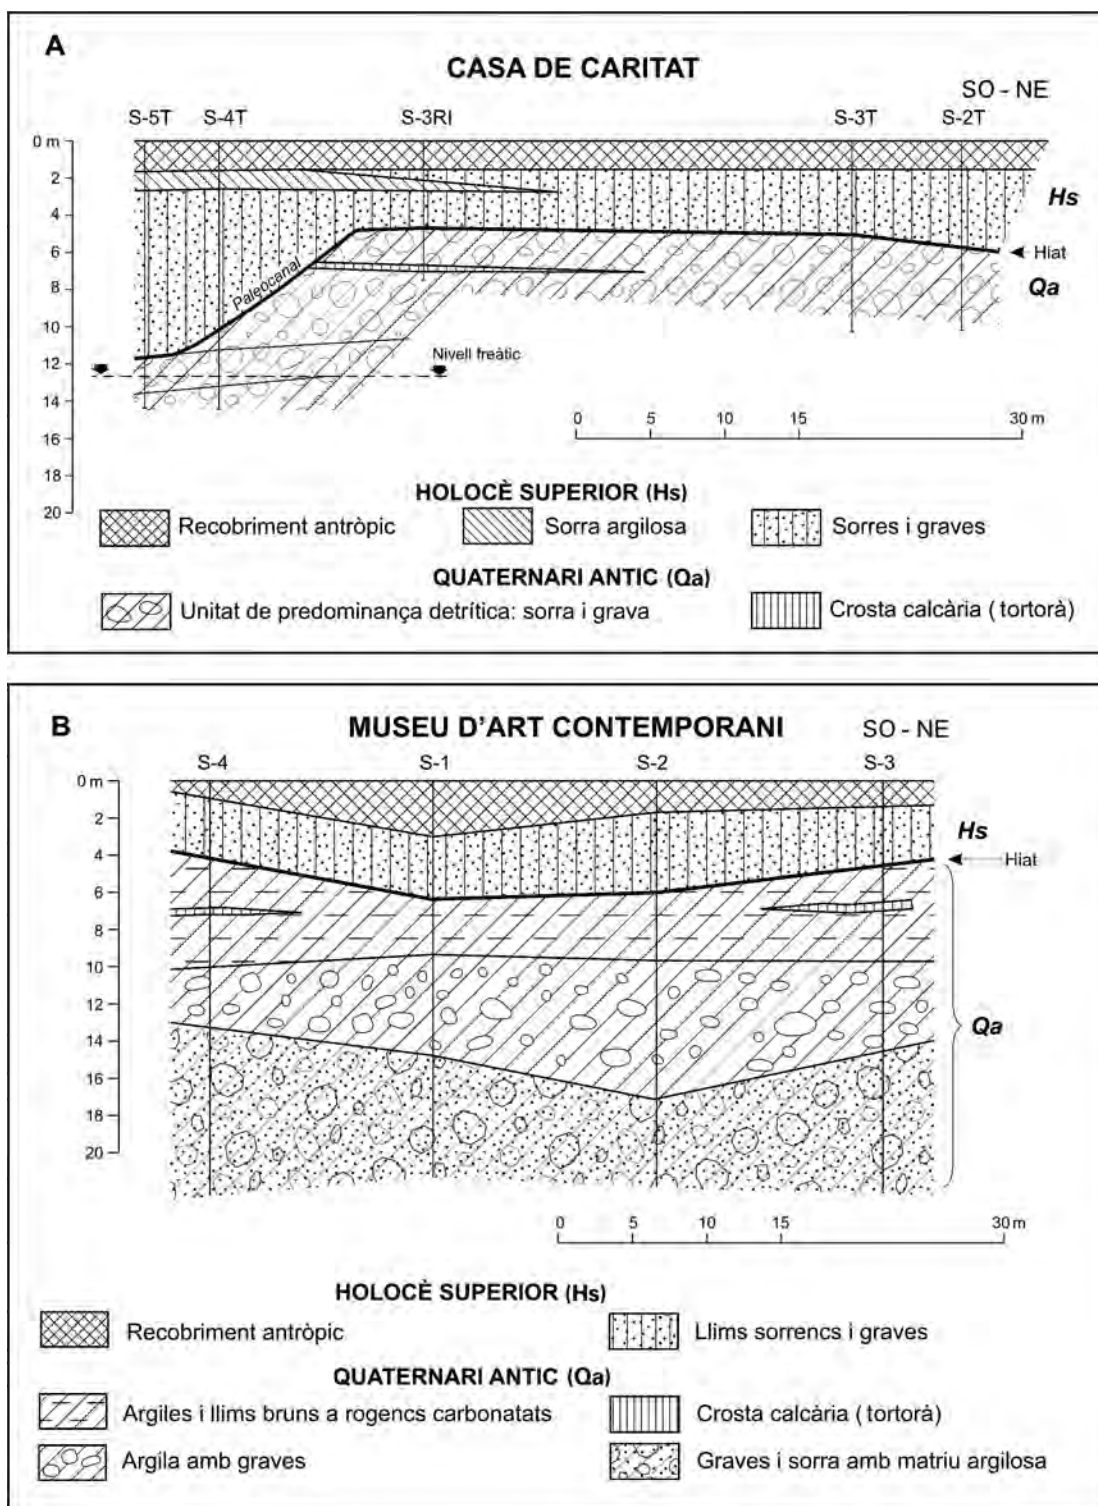 A
CASA DE CARITAT
SO - NE
S-5T S-4T S-3RI S-3T S-2T
0 m
2
4
6
8
10
12
14
16
18
20
Hs
Hiat
Qa
Paleocanal
Nivell freàtic
0 5 10 15 30 m
HOLOCÈ SUPERIOR (Hs)
Recobriment antròpic
Sorra argilosa
Sorres i graves
QUATERNARI ANTIC (Qa)
Unitat de predominança detrítica: sorra i grava
Crosta calcària ( tortorà)
B
MUSEU D'ART CONTEMPORANI
SO - NE
S-4 S-1 S-2 S-3
0 m
2
4
6
8
10
12
14
16
18
20
Hs
Hiat
Qa
0 5 10 15 30 m
HOLOCÈ SUPERIOR (Hs)
Recobriment antròpic
Llims sorrencs i graves
QUATERNARI ANTIC (Qa)
Argiles i llims bruns a rogencs carbonatats
Crosta calcària ( tortorà)
Argila amb graves
Graves i sorra amb matriu argilosa